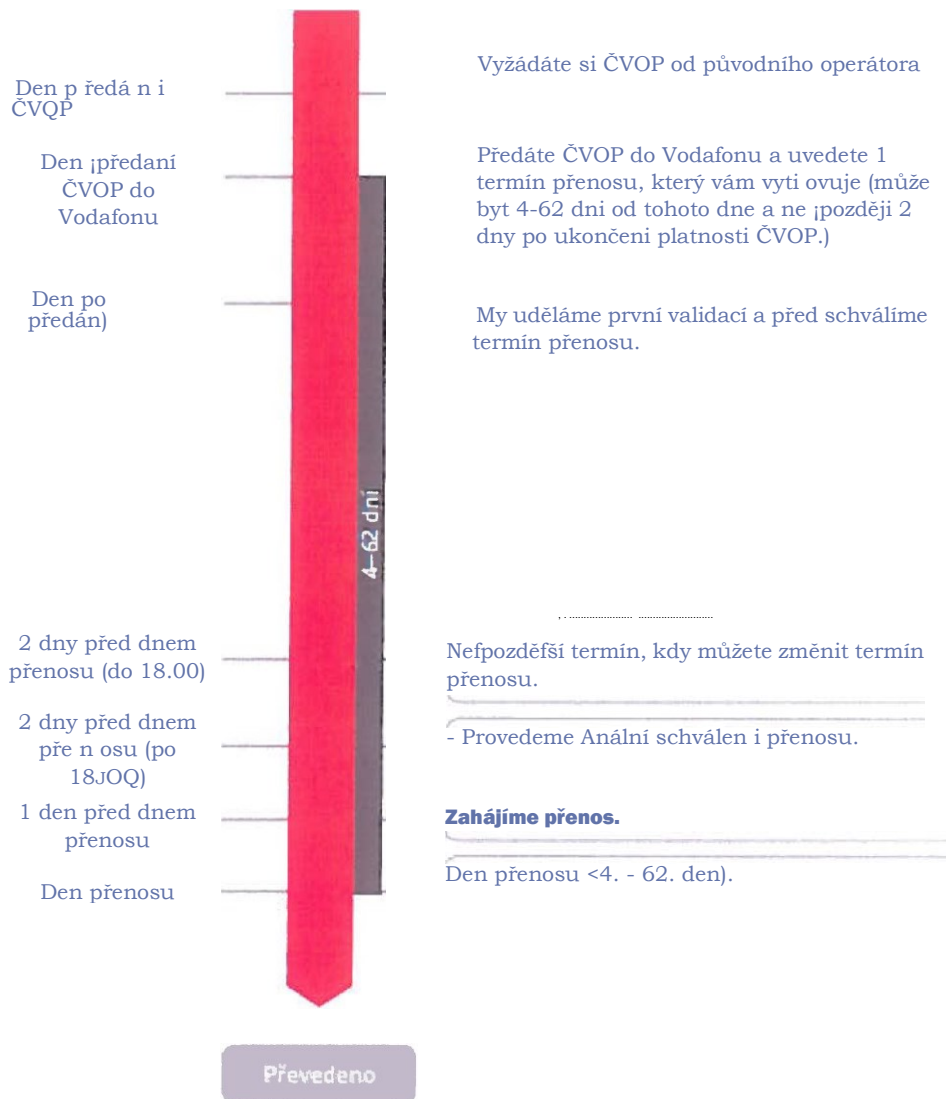 Vyžádáte si ČVOP od původního operátora
Den p ředá n i
ČVQP
Den ¡předaní
ČVOP do
Vodafonu
Předáte ČVOP do Vodafonu a uvedete 1
termín přenosu, který vám vyti ovuje (může
byt 4-62 dni od tohoto dne a ne ¡později 2
dny po ukončeni platnosti ČVOP.)
Den po
předán)
My uděláme první validací a před schválíme
termín přenosu.
4–62 dní
2 dny před dnem
přenosu (do 18.00)
Nefpozděfší termín, kdy můžete změnit termín
přenosu.
2 dny před dnem
pře n osu (po
18JOQ)
- Provedeme Anální schválen i přenosu.
1 den před dnem
přenosu
Zahájíme přenos.
Den přenosu
Den přenosu <4. - 62. den).
Převedeno